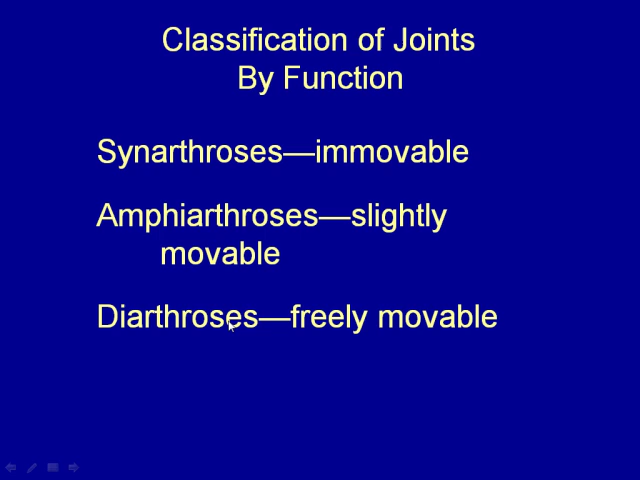 Classification of Joints
By Function
Synarthroses—immovable
Amphiarthroses—slightly
movable
Diarthroses—freely movable